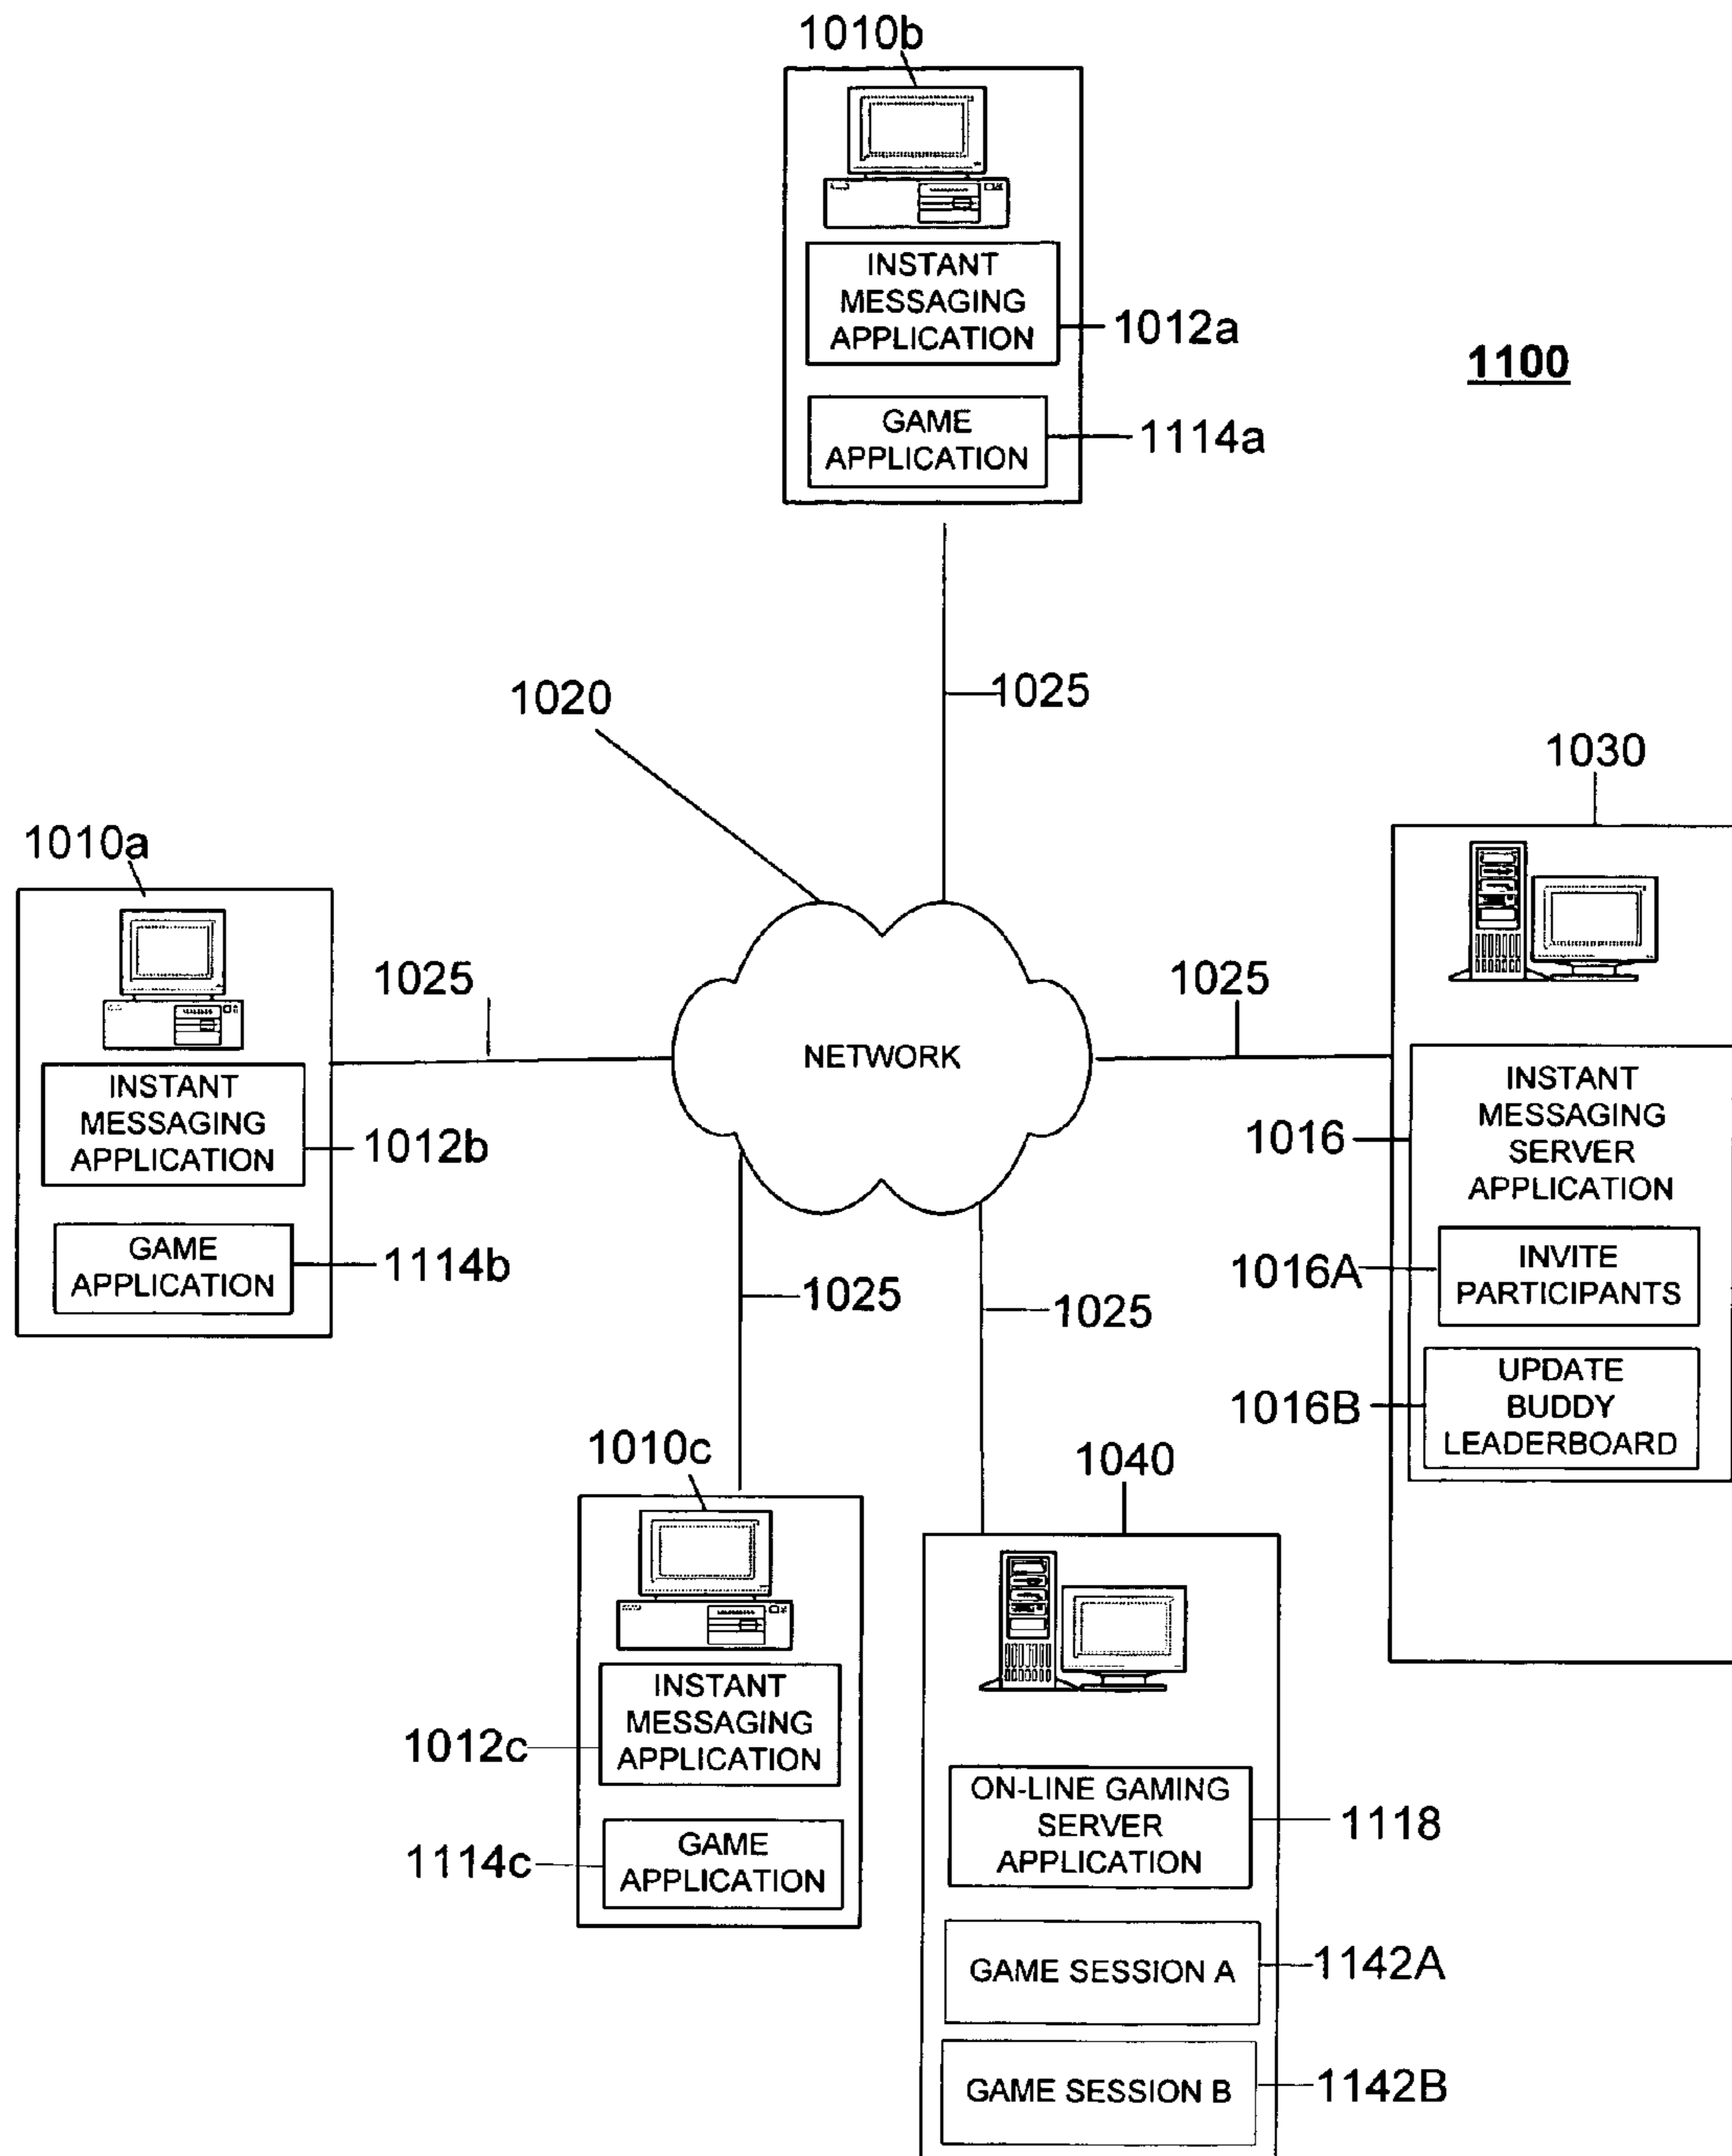 1010b
INSTANT
MESSAGING
APPLICATION
1012a
GAME
APPLICATION
1114a
1100
1025
1020
1030
1010a
INSTANT
MESSAGING
APPLICATION
1012b
GAME
APPLICATION
1114b
1025
NETWORK
1025
INSTANT
MESSAGING
SERVER
APPLICATION
1016
INVITE
PARTICIPANTS
1016A
UPDATE
BUDDY
LEADERBOARD
1016B
1025
1025
1010c
INSTANT
MESSAGING
APPLICATION
1012c
GAME
APPLICATION
1114c
1040
ON-LINE GAMING
SERVER
APPLICATION
1118
GAME SESSION A
1142A
GAME SESSION B
1142B